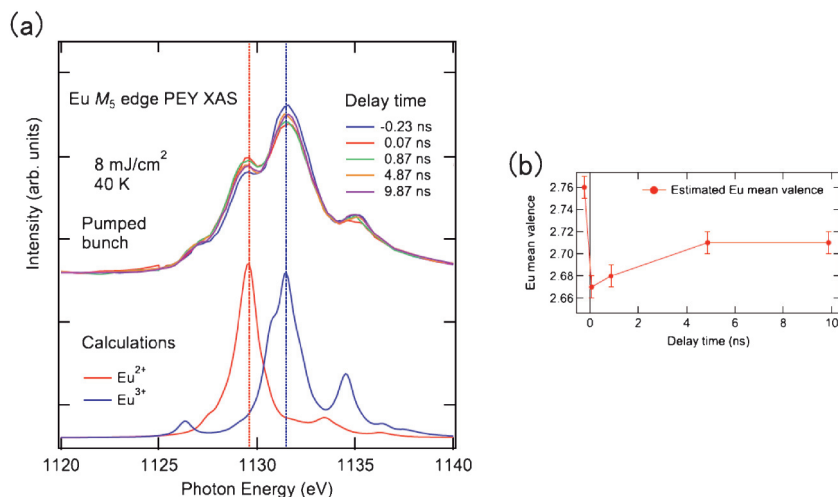 (a)
Eu M5 edge PEY XAS
8 mJ/cm²
40 K
Pumped
bunch
Delay time
-0.23 ns
0.07 ns
0.87 ns
4.87 ns
9.87 ns
Calculations
Eu²⁺
Eu³⁺
Intensity (arb. units)
1120
1125
1130
1135
1140
Photon Energy (eV)
(b)
Estimated Eu mean valence
Eu mean valence
2.76
2.74
2.72
2.70
2.68
2.66
0
2
4
6
8
10
Delay time (ns)